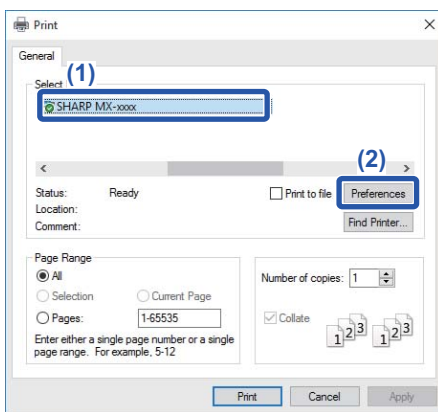 Print
General
Select
(1)
SHARP MX-xxxx
(2)
Status: Ready
Print to file
Preferences
Location:
Comment:
Find Printer...
Page Range
All
Selection
Current Page
Pages:
1-65535
Enter either a single page number or a single
page range. For example, 5-12
Number of copies:
1
Collate
1 2 3
1 2 3
Print
Cancel
Apply